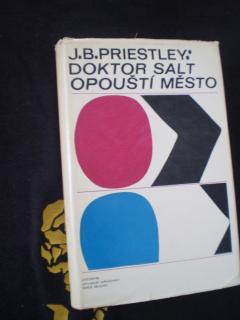 J.B.PRIESTLEY:
DOKTOR SALT
OPOUŠTÍ MĚSTO